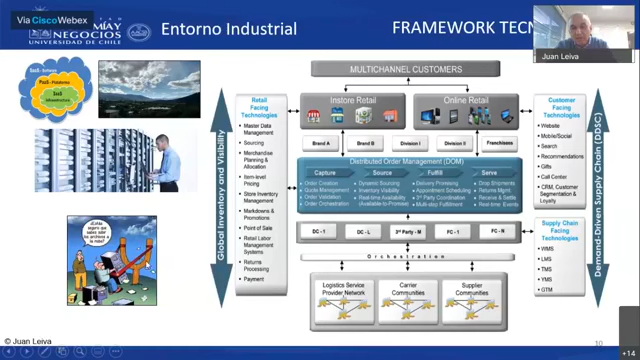 Via Cisco Webex
MÍA Y
NEGOCIOS
UNIVERSIDAD DE CHILE
Entorno Industrial
FRAMEWORK TECN
Juan Leiva
SaaS
PaaS
MULTICHANNEL CUSTOMERS
Instore Retail
Online Retail
Brand A
Brand B
Division I
Division II
Franchisees
Global Inventory and Visibility
Retail
Facing
Technologies
• Master Data
Management
• Sourcing
• Merchandise
Planning &
Allocation
• Item-level
Pricing
• Store Inventory
Management
• Markdowns &
Promotions
• Point of Sale
• Retail Labor
Management
Systems
• Returns
Processing
• Payment
Distributed Order Management (DOM)
Capture
• Order Creation
• Quote Management
• Order Validation
• Order Orchestration
Source
• Dynamic Sourcing
• Inventory Visibility
• Real-time Availability
(Available-to-Promise)
Fulfill
• Delivery Promising
• Appointment Scheduling
• 3rd Party Coordination
• Multi-step Fulfillment
Serve
• Drop Shipments
• Returns Mgmt.
• Receive & Settle
• Real-time Events
DC - 1
DC - L
3rd Party - M
FC - 1
FC - N
Orchestration
Logistics Service
Provider Network
Carrier
Communities
Supplier
Communities
Customer
Facing
Technologies
• Website
• Mobile/Social
• Search
• Recommendations
• Gifts
• Call Center
• CRM, Customer
Segmentation &
Loyalty
Supply Chain
Facing
Technologies
• WMS
• LMS
• TMS
• YMS
• GTM
Demand-Driven Supply Chain (DDSC)
© Juan Leiva
10
+14